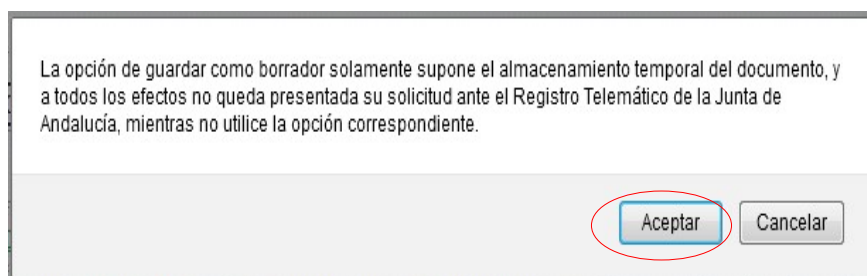 La opción de guardar como borrador solamente supone el almacenamiento temporal del documento, y
a todos los efectos no queda presentada su solicitud ante el Registro Telemático de la Junta de
Andalucía, mientras no utilice la opción correspondiente.
Aceptar Cancelar